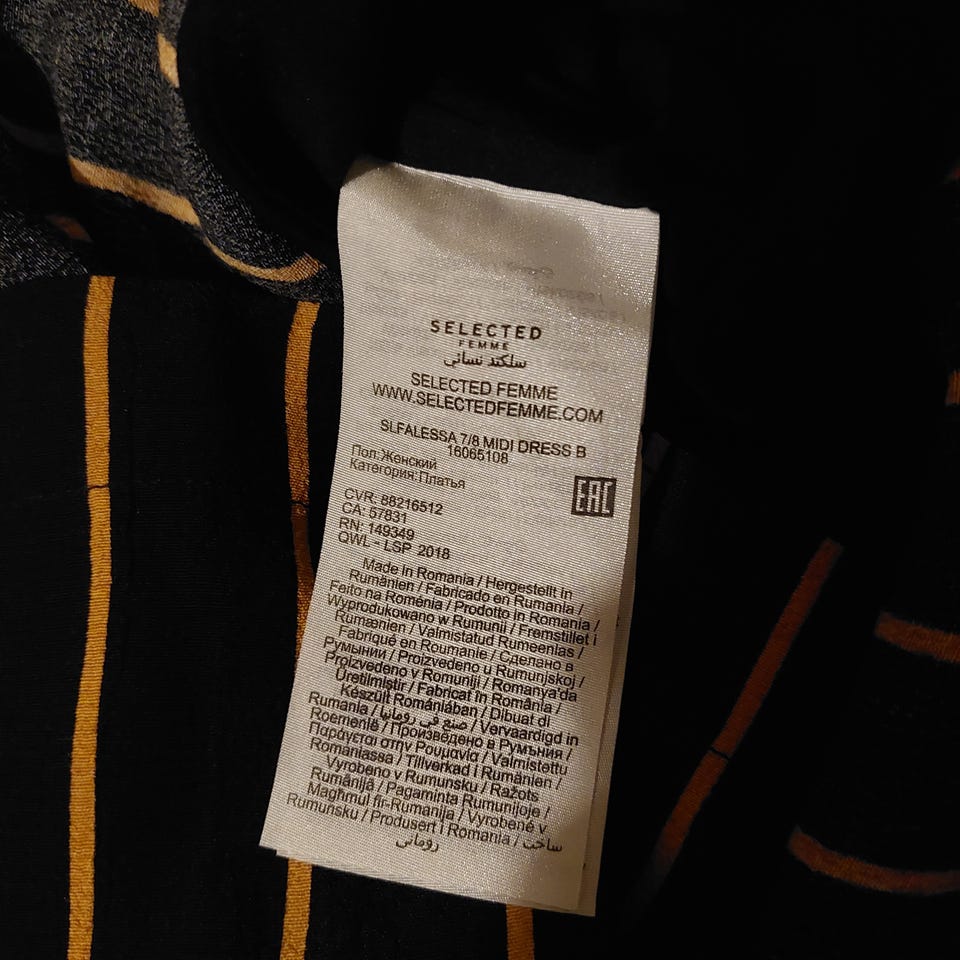 SELECTED
FEMME
سلكتد نسائي
SELECTED FEMME
WWW.SELECTEDFEMME.COM
SLFALESSA 7/8 MIDI DRESS B
16065108
Пол:Женский
Категория:Платья
EAC
CVR: 88216512
CA: 57831
RN: 149349
QWL - LSP 2018
Made in Romania / Hergestellt in
Rumänien / Fabricado en Rumania /
Feito na Roménia / Prodotto in Romania /
Wyprodukowano w Rumunii / Fremstillet i
Rumænien / Valmistatud Rumeenlas /
Fabriqué en Roumanie / Сделано в
Румынии / Proizvedeno u Rumunjskoj /
Proizvedeno v Romuniji / Romanya'da
Üretilmiştir / Fabricat în România /
Készült Romániában / Dibuat di
Rumania / صنع في رومانيا / Vervaardigd in
Roemenië / Произведено в Румъния /
Παράγεται στην Ρουμανία / Valmistettu
Romaniassa / Tillverkad i Rumänien /
Vyrobeno v Rumunsku / Ražots
Rumānijā / Pagaminta Rumunijoje /
Magħmul fir-Rumanija / Vyrobené v
Rumunsku / Produsert i Romania / ساخت
رومانی